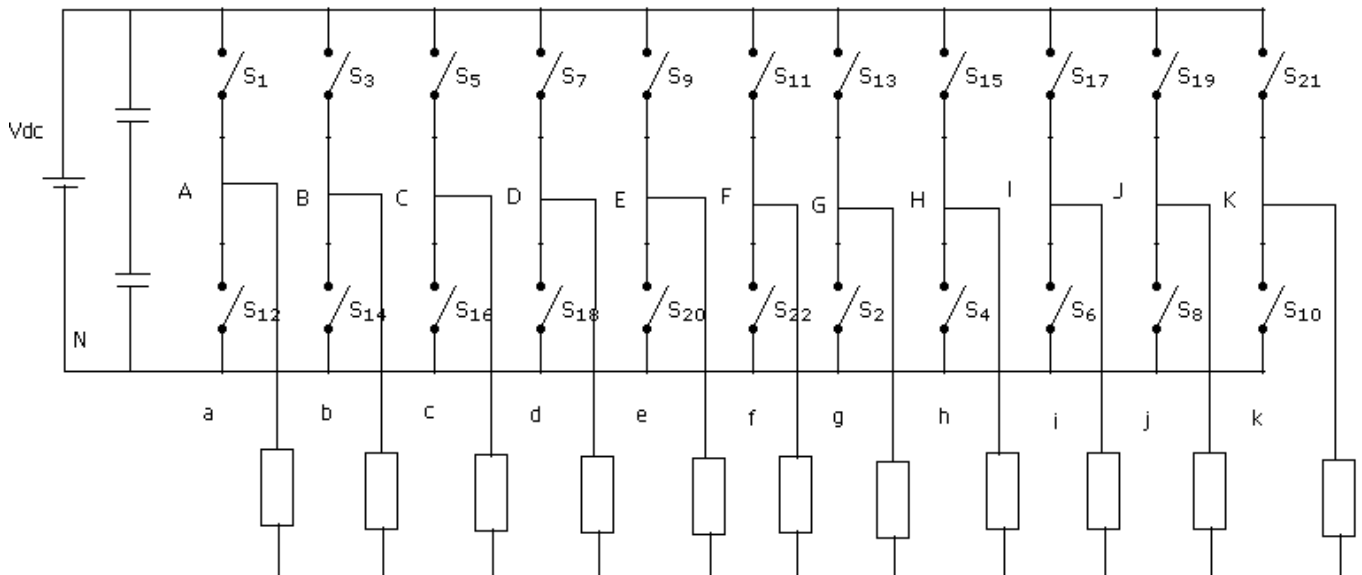 S1 S3 S5 S7 S9 S11 S13 S15 S17 S19 S21
Vdc
A B C D E F G H I J K
S12 S14 S16 S18 S20 S22 S2 S4 S6 S8 S10
N
a b c d e f g h i j k